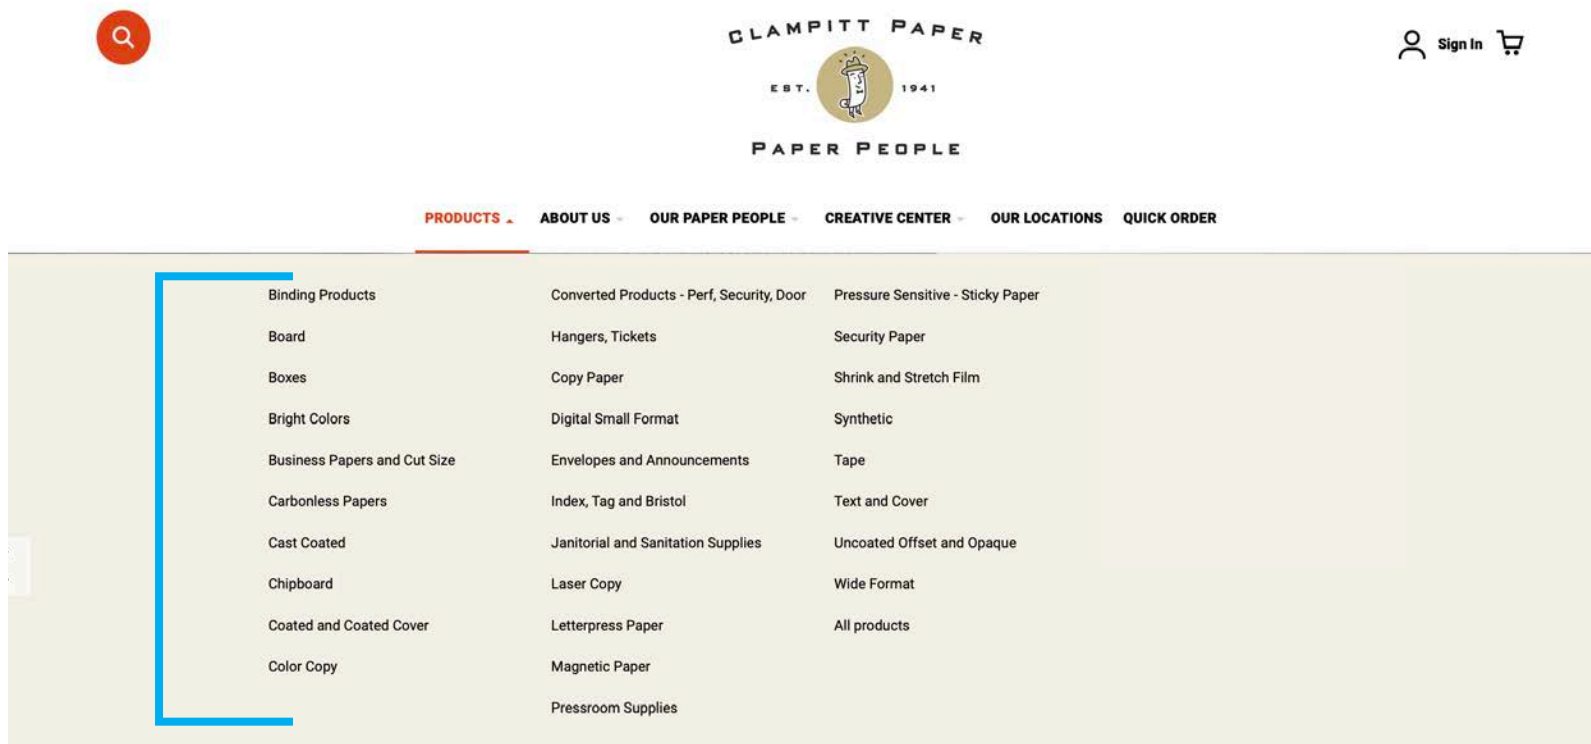 CLAMPITT PAPER
EST. 1941
PAPER PEOPLE
Sign In
PRODUCTS ABOUT US OUR PAPER PEOPLE CREATIVE CENTER OUR LOCATIONS QUICK ORDER
Binding Products
Board
Boxes
Bright Colors
Business Papers and Cut Size
Carbonless Papers
Cast Coated
Chipboard
Coated and Coated Cover
Color Copy
Converted Products - Perf, Security, Door
Hangers, Tickets
Copy Paper
Digital Small Format
Envelopes and Announcements
Index, Tag and Bristol
Janitorial and Sanitation Supplies
Laser Copy
Letterpress Paper
Magnetic Paper
Pressroom Supplies
Pressure Sensitive - Sticky Paper
Security Paper
Shrink and Stretch Film
Synthetic
Tape
Text and Cover
Uncoated Offset and Opaque
Wide Format
All products